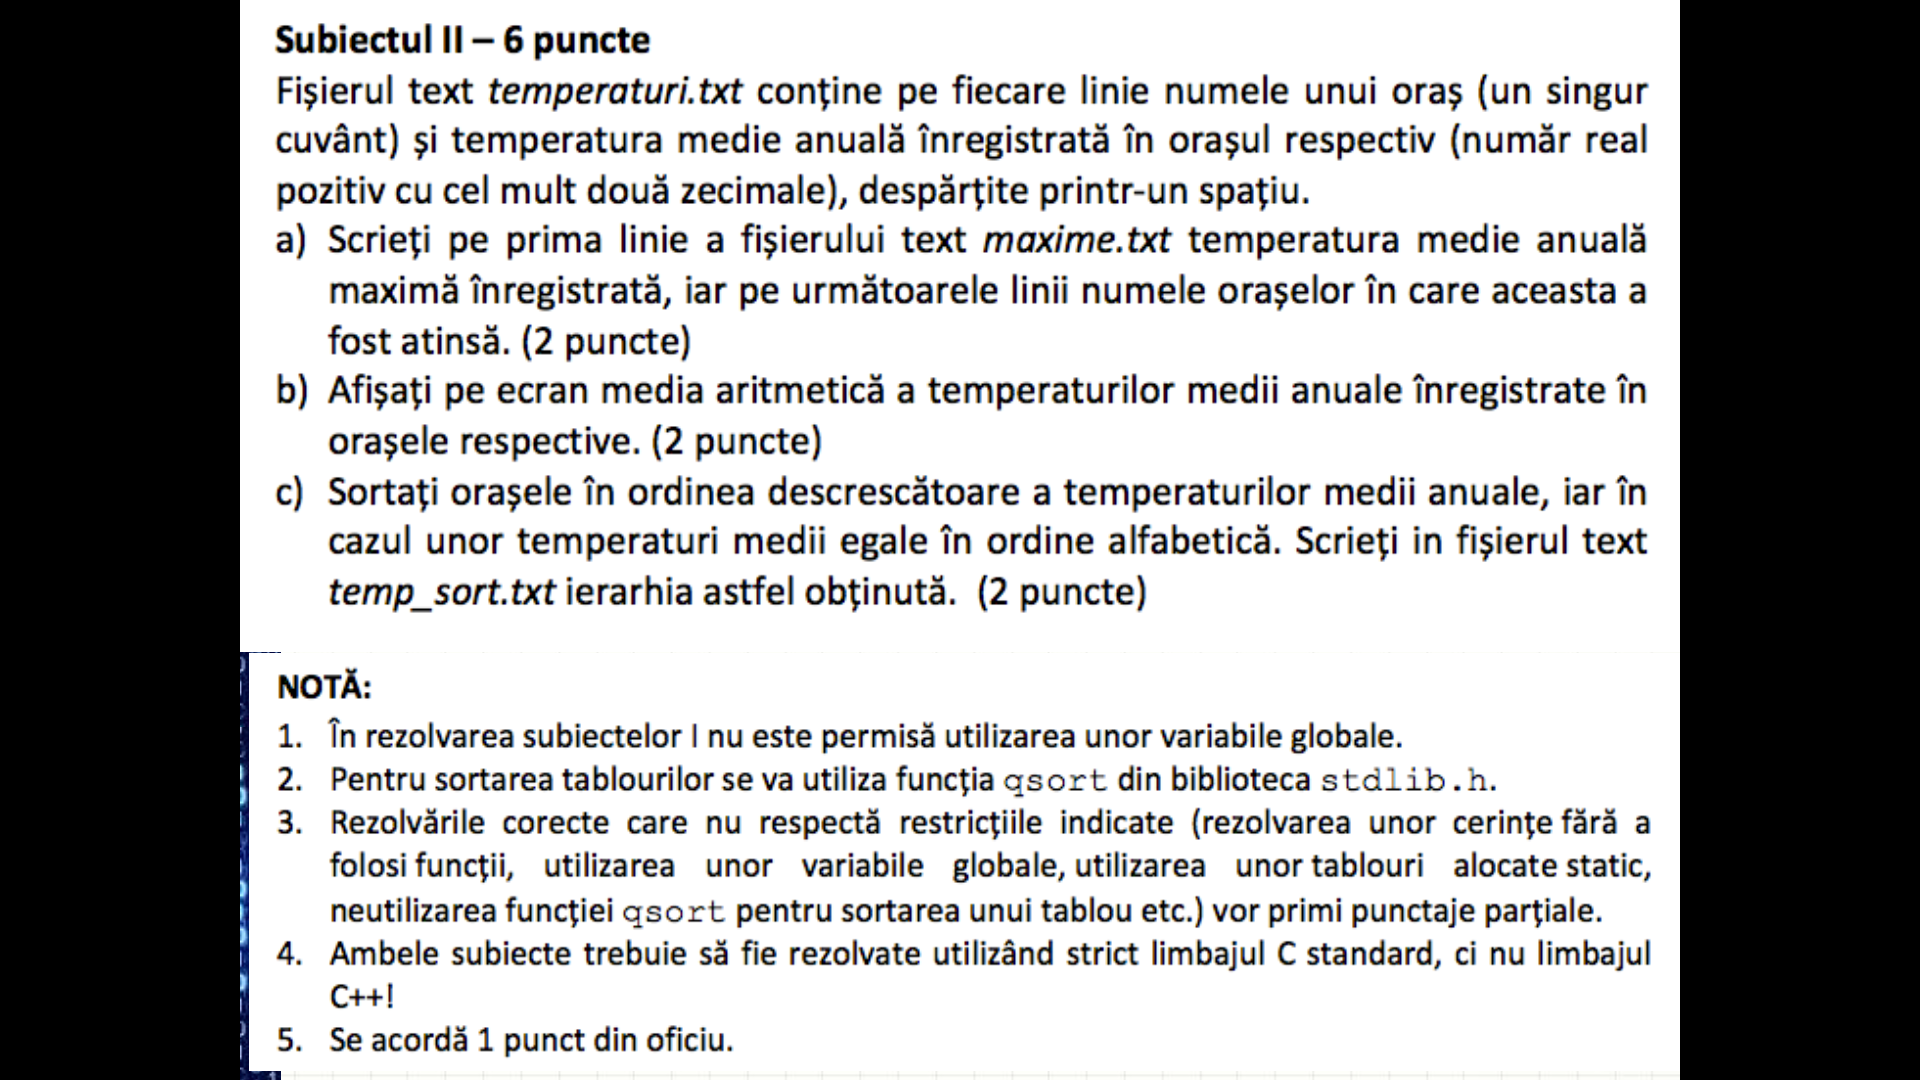 Subiectul II – 6 puncte
Fișierul text temperaturi.txt conține pe fiecare linie numele unui oraș (un singur
cuvânt) și temperatura medie anuală înregistrată în orașul respectiv (număr real
pozitiv cu cel mult două zecimale), despărțite printr-un spațiu.
a) Scrieți pe prima linie a fișierului text maxime.txt temperatura medie anuală
maximă înregistrată, iar pe următoarele linii numele orașelor în care aceasta a
fost atinsă. (2 puncte)
b) Afișați pe ecran media aritmetică a temperaturilor medii anuale înregistrate în
orașele respective. (2 puncte)
c) Sortați orașele în ordinea descrescătoare a temperaturilor medii anuale, iar în
cazul unor temperaturi medii egale în ordine alfabetică. Scrieți in fișierul text
temp_sort.txt ierarhia astfel obținută. (2 puncte)
NOTĂ:
1. În rezolvarea subiectelor I nu este permisă utilizarea unor variabile globale.
2. Pentru sortarea tablourilor se va utiliza funcția qsort din biblioteca stdlib.h.
3. Rezolvările corecte care nu respectă restricțiile indicate (rezolvarea unor cerințe fără a
folosi funcții, utilizarea unor variabile globale, utilizarea unor tablouri alocate static,
neutilizarea funcției qsort pentru sortarea unui tablou etc.) vor primi punctaje parțiale.
4. Ambele subiecte trebuie să fie rezolvate utilizând strict limbajul C standard, ci nu limbajul
C++!
5. Se acordă 1 punct din oficiu.